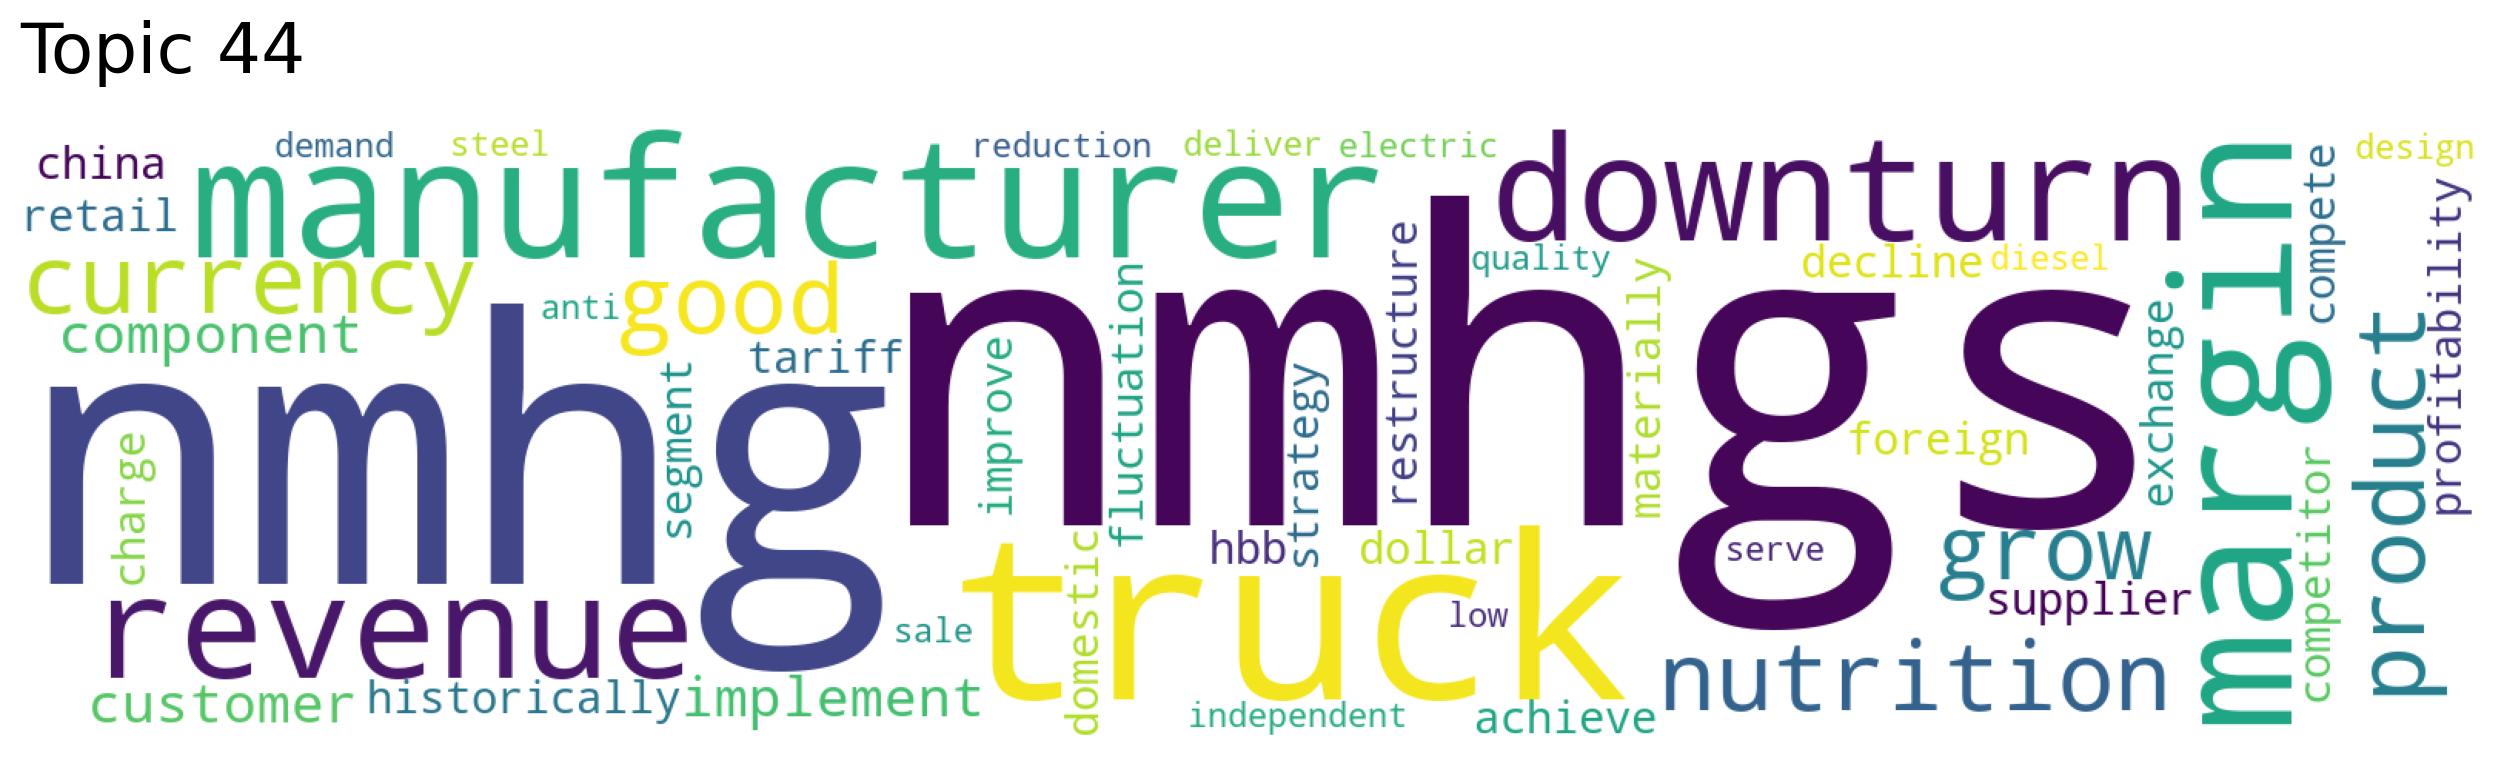 Topic 44
china
demand
steel
reduction
deliver
electric
design
manufacturer
downturn
retail
margin
compete
profitability
currency
good
quality
decline
diesel
component
anti
tariff
nmhg
nmhgs
segment
improve
fluctuation
strategy
restructure
materially
exchange
product
foreign
charge
hbb
dollar
serve
grow
competitor
revenue
sale
truck
domestic
low
supplier
customer
historically
implement
independent
achieve
nutrition